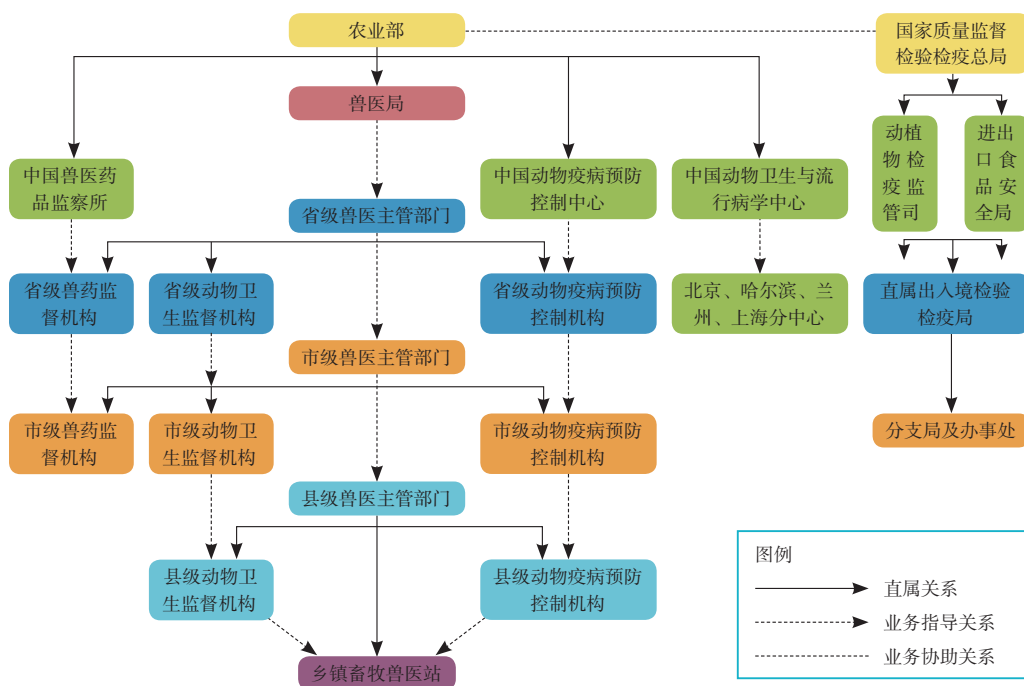 农业部
国家质量监督
检验检疫总局
兽医局
动植
物检
疫监
管司
进出
口食
品安
全局
中国兽医药
品监察所
中国动物疫病预防
控制中心
中国动物卫生与流
行病学中心
省级兽医主管部门
省级兽药监
督机构
省级动物卫
生监督机构
省级动物疫病预防
控制机构
北京、哈尔滨、兰
州、上海分中心
直属出入境检验
检疫局
市级兽医主管部门
市级兽药监
督机构
市级动物卫
生监督机构
市级动物疫病预防
控制机构
分支局及办事处
县级兽医主管部门
县级动物卫
生监督机构
县级动物疫病预防
控制机构
乡镇畜牧兽医站
图例
直属关系
业务指导关系
业务协助关系